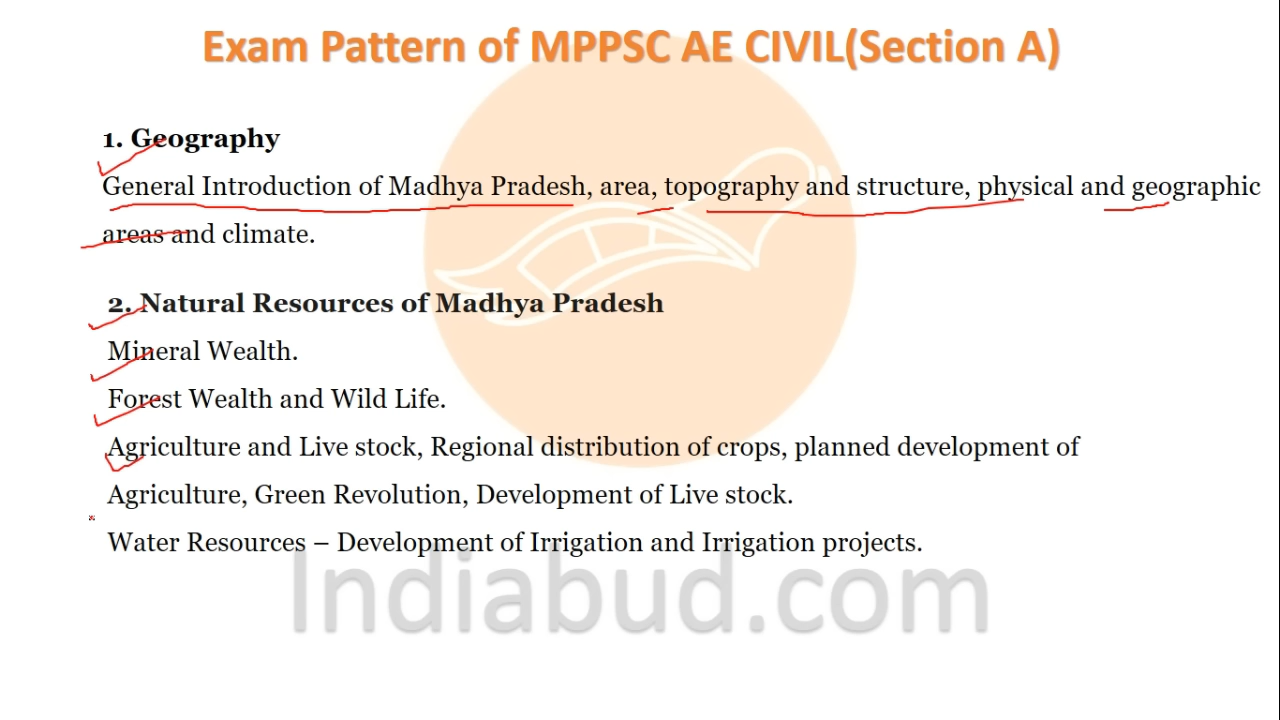 Exam Pattern of MPPSC AE CIVIL(Section A)
1. Geography
General Introduction of Madhya Pradesh, area, topography and structure, physical and geographic
areas and climate.
2. Natural Resources of Madhya Pradesh
Mineral Wealth.
Forest Wealth and Wild Life.
Agriculture and Live stock, Regional distribution of crops, planned development of
Agriculture, Green Revolution, Development of Live stock.
Water Resources – Development of Irrigation and Irrigation projects.
Indiabud.com